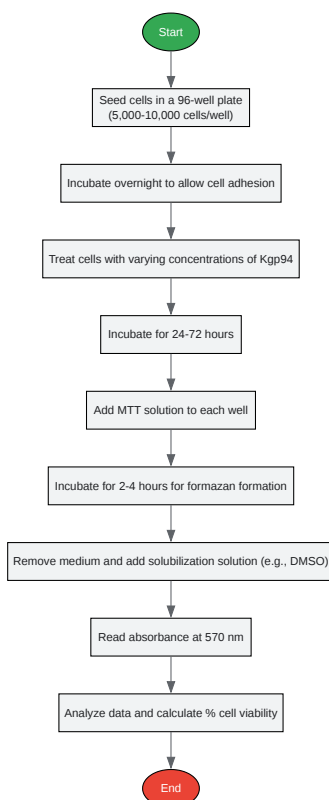 Start
Seed cells in a 96-well plate
(5,000-10,000 cells/well)
Incubate overnight to allow cell adhesion
Treat cells with varying concentrations of Kgp94
Incubate for 24-72 hours
Add MTT solution to each well
Incubate for 2-4 hours for formazan formation
Remove medium and add solubilization solution (e.g., DMSO)
Read absorbance at 570 nm
Analyze data and calculate % cell viability
End